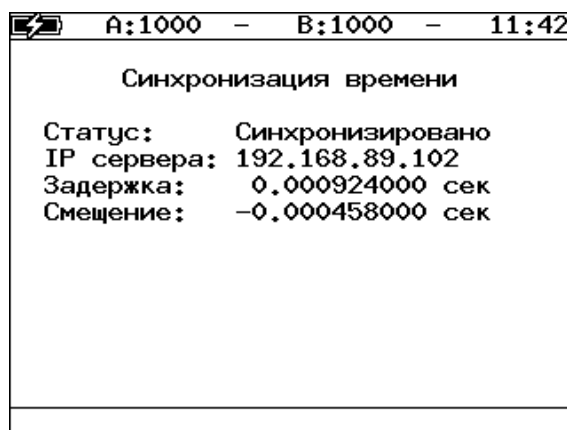 A:1000 – B:1000 – 11:42
Синхронизация времени
Статус: Синхронизировано
IP сервера: 192.168.89.102
Задержка: 0.000924000 сек
Смещение: -0.000458000 сек